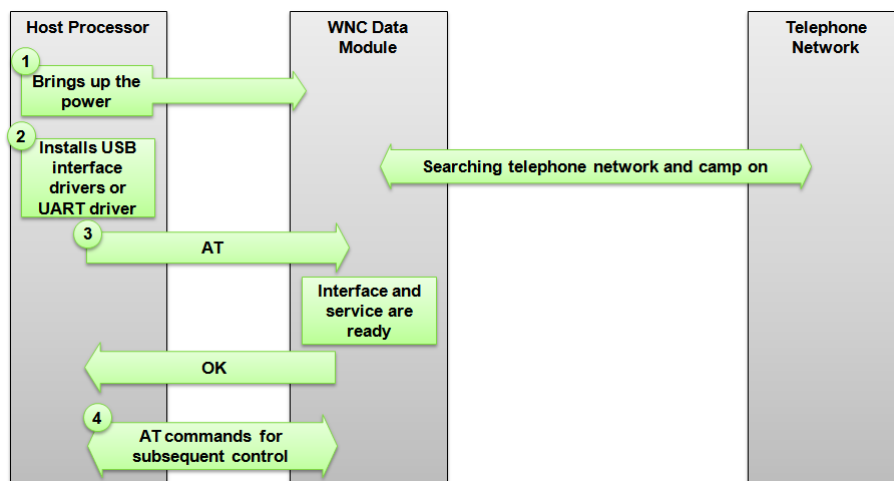 Host Processor
WNC Data
Module
Telephone
Network
1
Brings up the
power
2
Installs USB
interface
drivers or
UART driver
Searching telephone network and camp on
3
AT
Interface and
service are
ready
OK
4
AT commands for
subsequent control